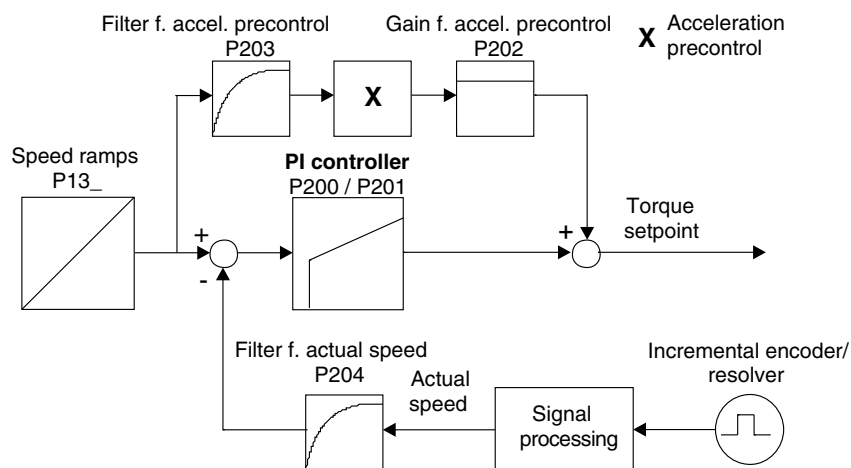 Filter f. accel. precontrol
P203
Gain f. accel. precontrol
P202
X Acceleration
precontrol
X
Speed ramps
P13_
PI controller
P200 / P201
+
-
+
Torque
setpoint
Filter f. actual speed
P204
Actual
speed
Signal
processing
Incremental encoder/
resolver